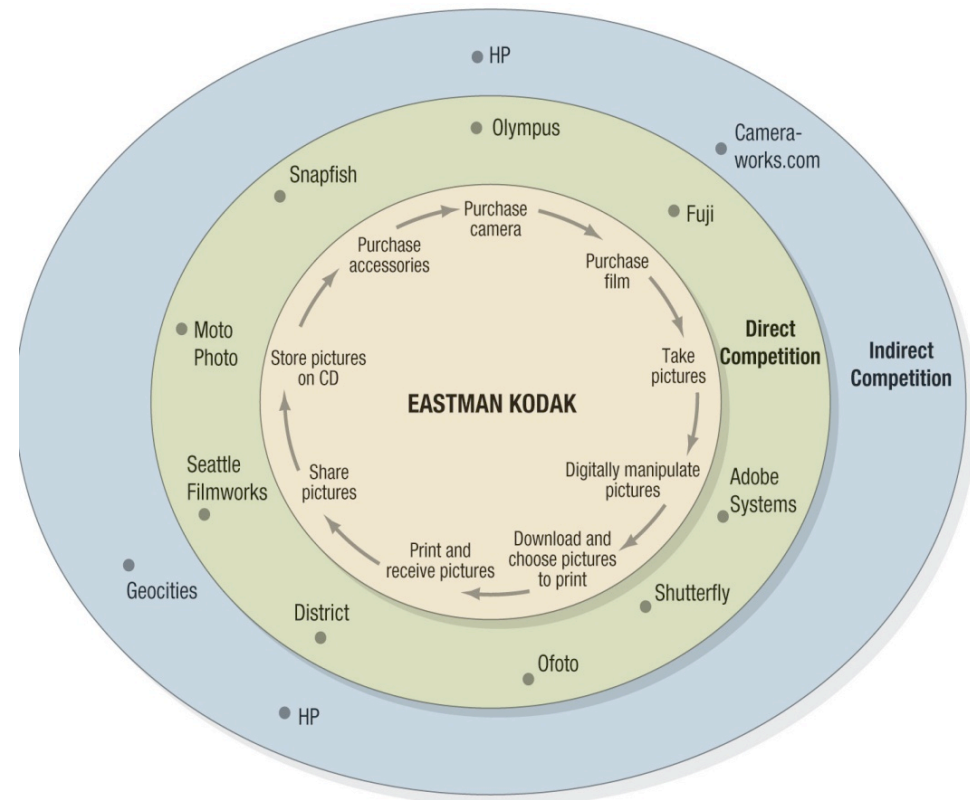 HP
Camera-
works.com
Olympus
Snapfish
Fuji
Purchase
camera
Purchase
accessories
Purchase
film
Moto
Photo
Direct
Competition
Indirect
Competition
Store pictures
on CD
Take
pictures
EASTMAN KODAK
Seattle
Filmworks
Share
pictures
Digitally manipulate
pictures
Adobe
Systems
Download and
choose pictures
to print
Print and
receive pictures
Geocities
District
Shutterfly
Ofoto
HP